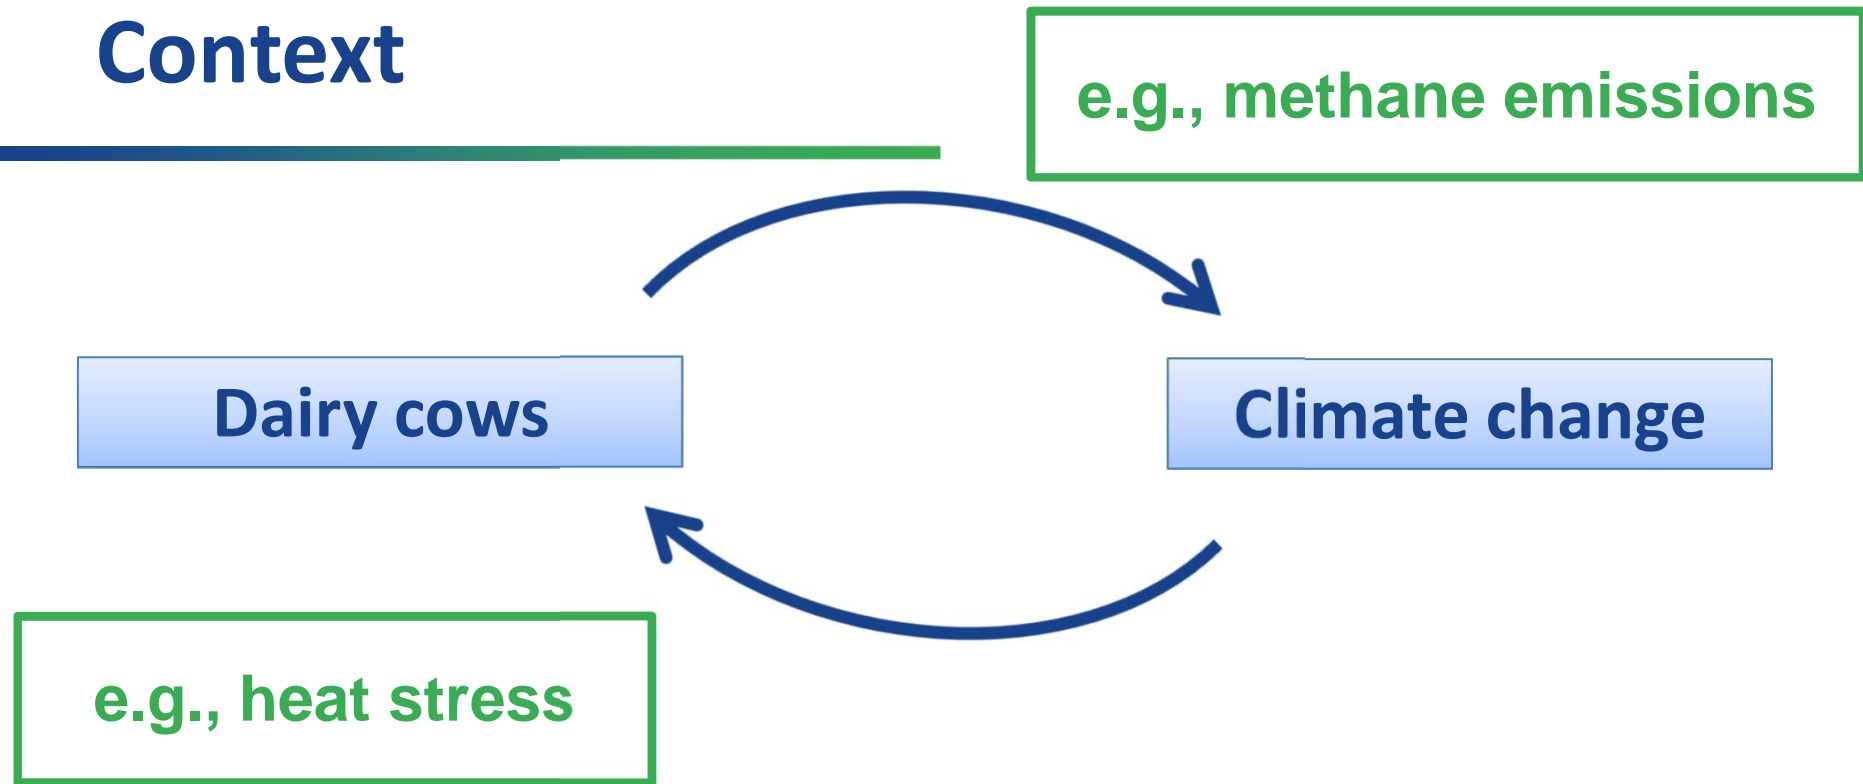 Context
e.g., methane emissions
Dairy cows
Climate change
e.g., heat stress